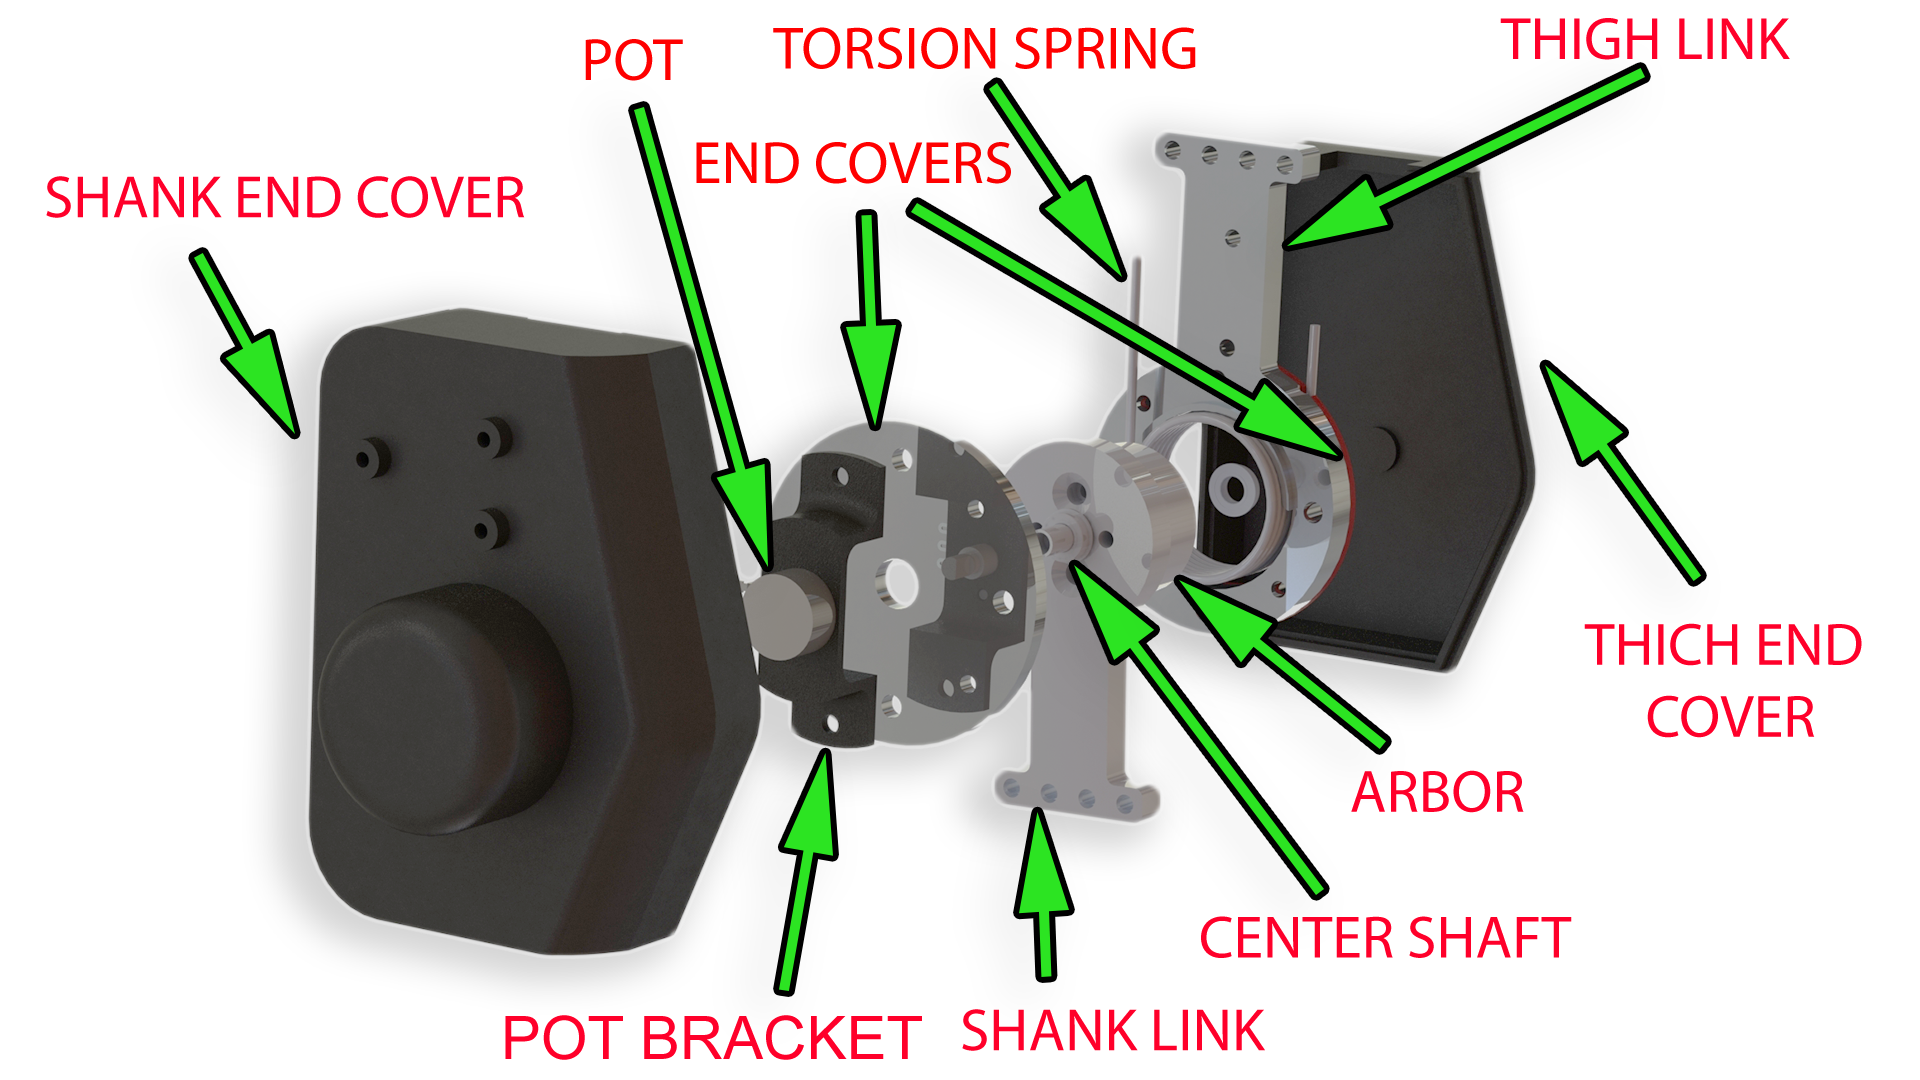 POT
TORSION SPRING
THIGH LINK
END COVERS
SHANK END COVER
THICH END
COVER
ARBOR
CENTER SHAFT
SHANK LINK
POT BRACKET